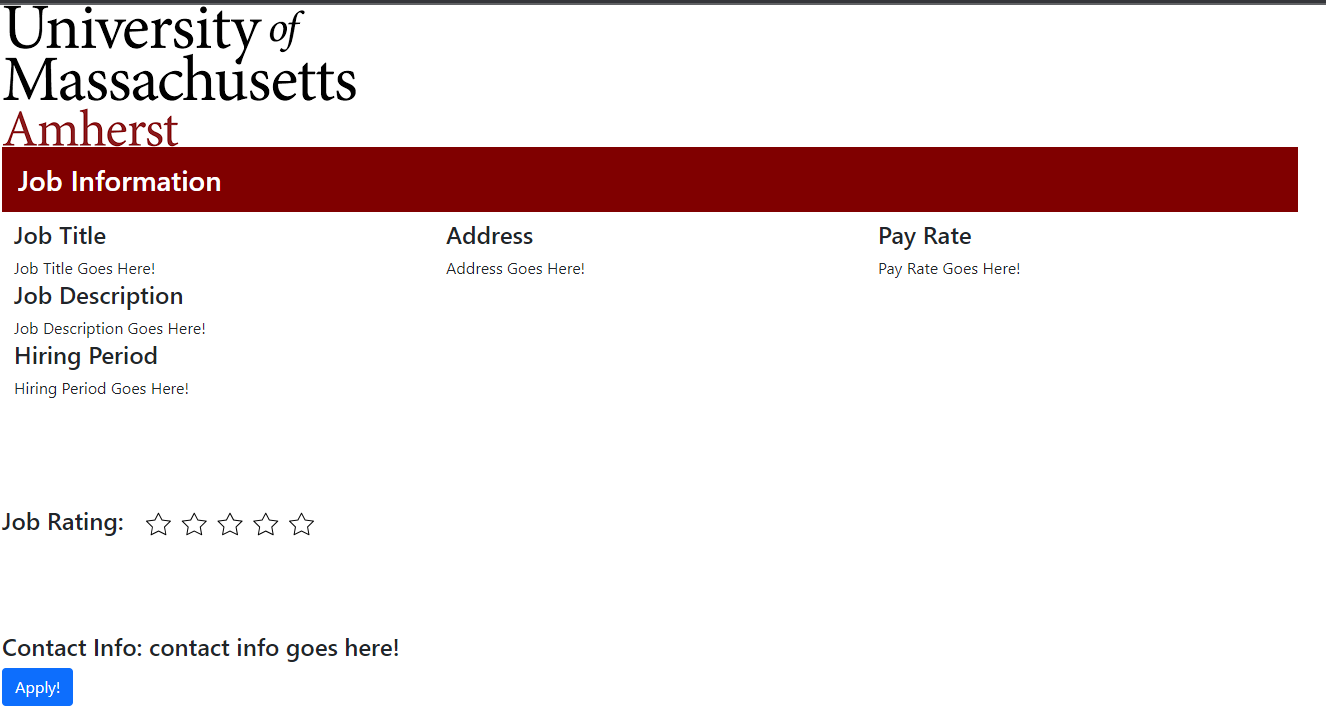 University of
Massachusetts
Amherst
Job Information
Job Title
Job Title Goes Here!
Address
Address Goes Here!
Pay Rate
Pay Rate Goes Here!
Job Description
Job Description Goes Here!
Hiring Period
Hiring Period Goes Here!
Job Rating:
Contact Info: contact info goes here!
Apply!